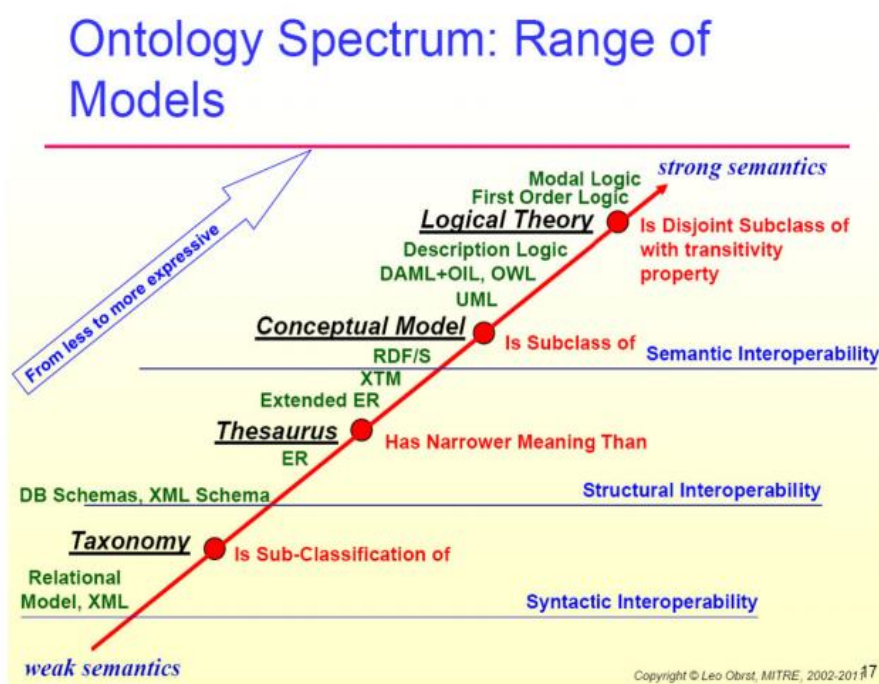 Ontology Spectrum: Range of
Models
strong semantics
Modal Logic
First Order Logic
Logical Theory
Is Disjoint Subclass of
with transitivity
property
From less to more expressive
Description Logic
DAML+OIL, OWL
UML
Conceptual Model
Is Subclass of
Semantic Interoperability
RDF/S
XTM
Extended ER
Thesaurus
Has Narrower Meaning Than
ER
DB Schemas, XML Schema
Structural Interoperability
Taxonomy
Is Sub-Classification of
Relational
Model, XML
Syntactic Interoperability
weak semantics
Copyright © Leo Obrst, MITRE, 2002-201 17